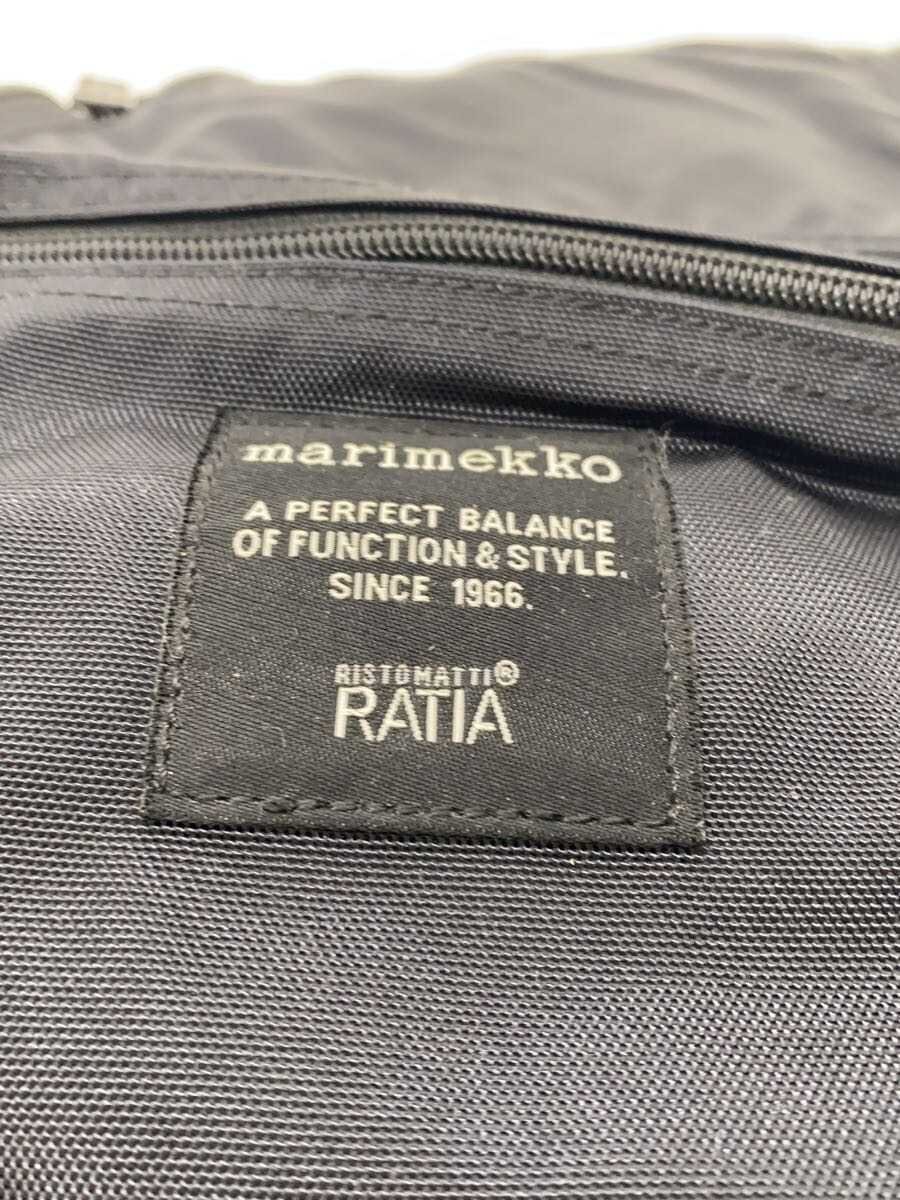 marimekko
A PERFECT BALANCE
OF FUNCTION & STYLE.
SINCE 1966.
RISTOMATTI®
RATIA